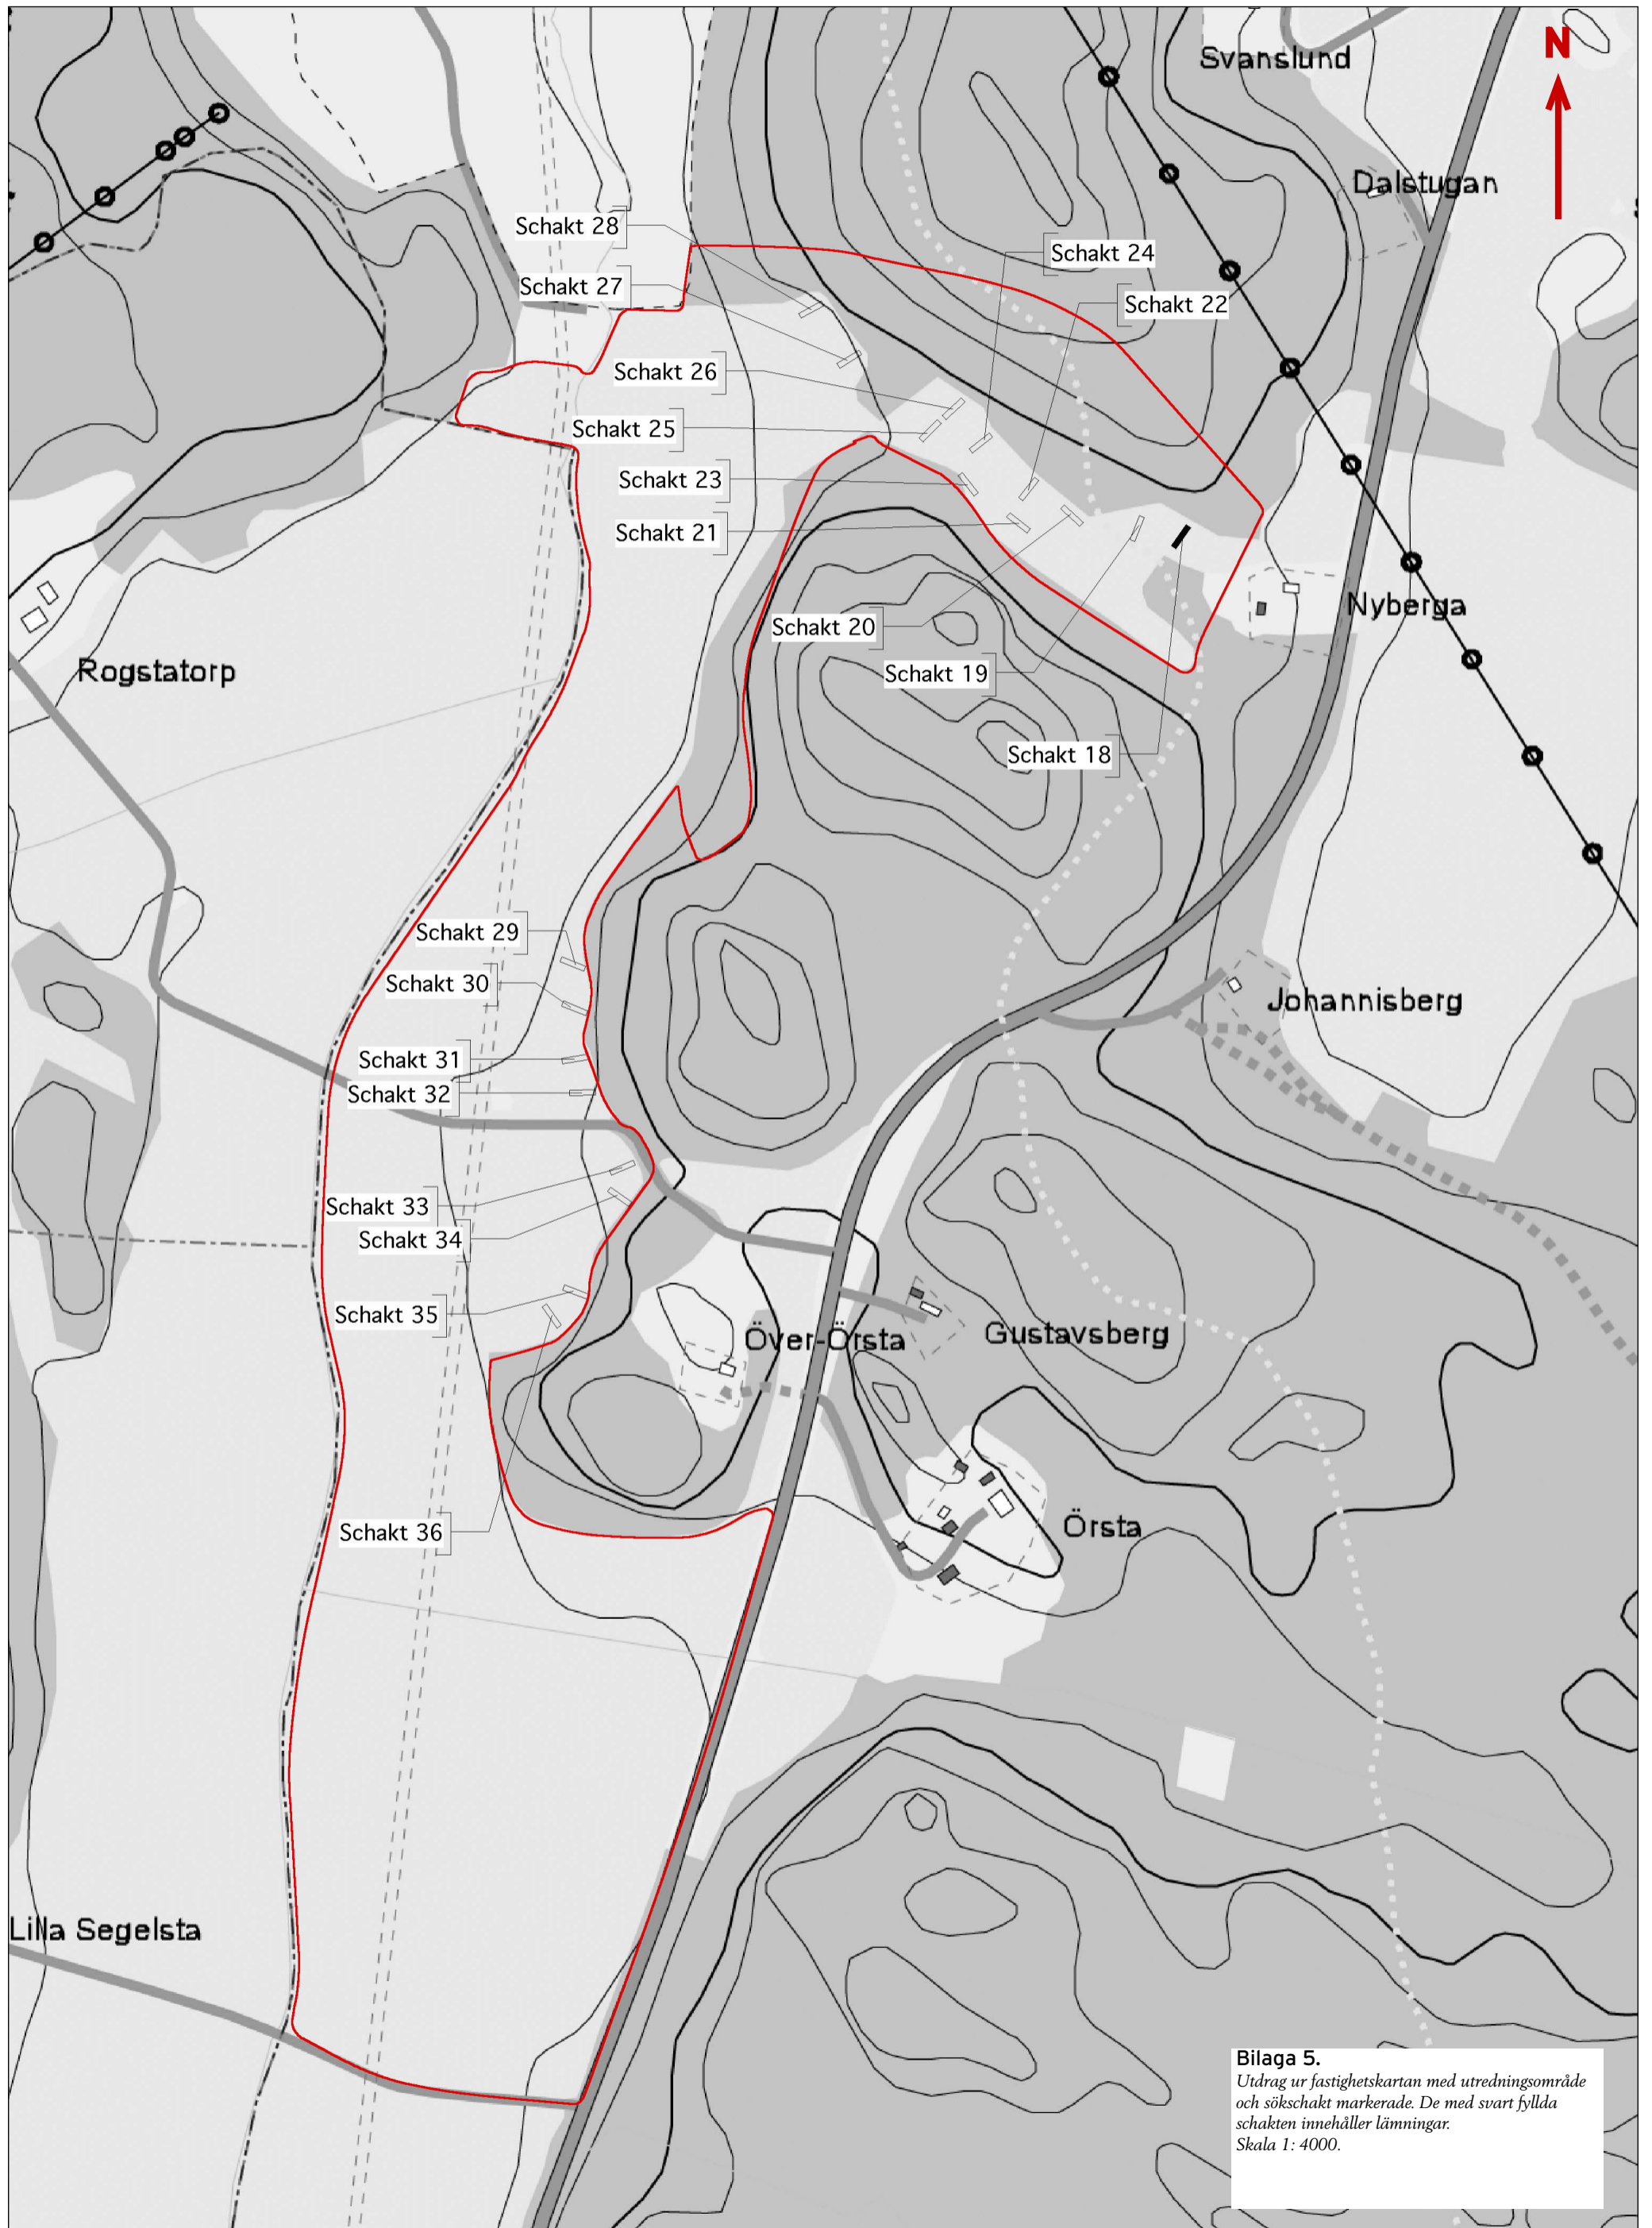 Svanslund
N
Dalstugan
Schakt 28
Schakt 24
Schakt 27
Schakt 22
Schakt 26
Schakt 25
Schakt 23
Schakt 21
Nyberga
Schakt 20
Rogstatorp
Schakt 19
Schakt 18
Schakt 29
Schakt 30
Johannisberg
Schakt 31
Schakt 32
Schakt 33
Schakt 34
Schakt 35
Över-Örsta
Gustavsberg
Örsta
Schakt 36
Lilla Segelsta
Bilaga 5.
Utdrag ur fastighetskartan med utredningsområde
och sökschakt markerade. De med svart fyllda
schakten innehåller lämningar.
Skala 1: 4000.